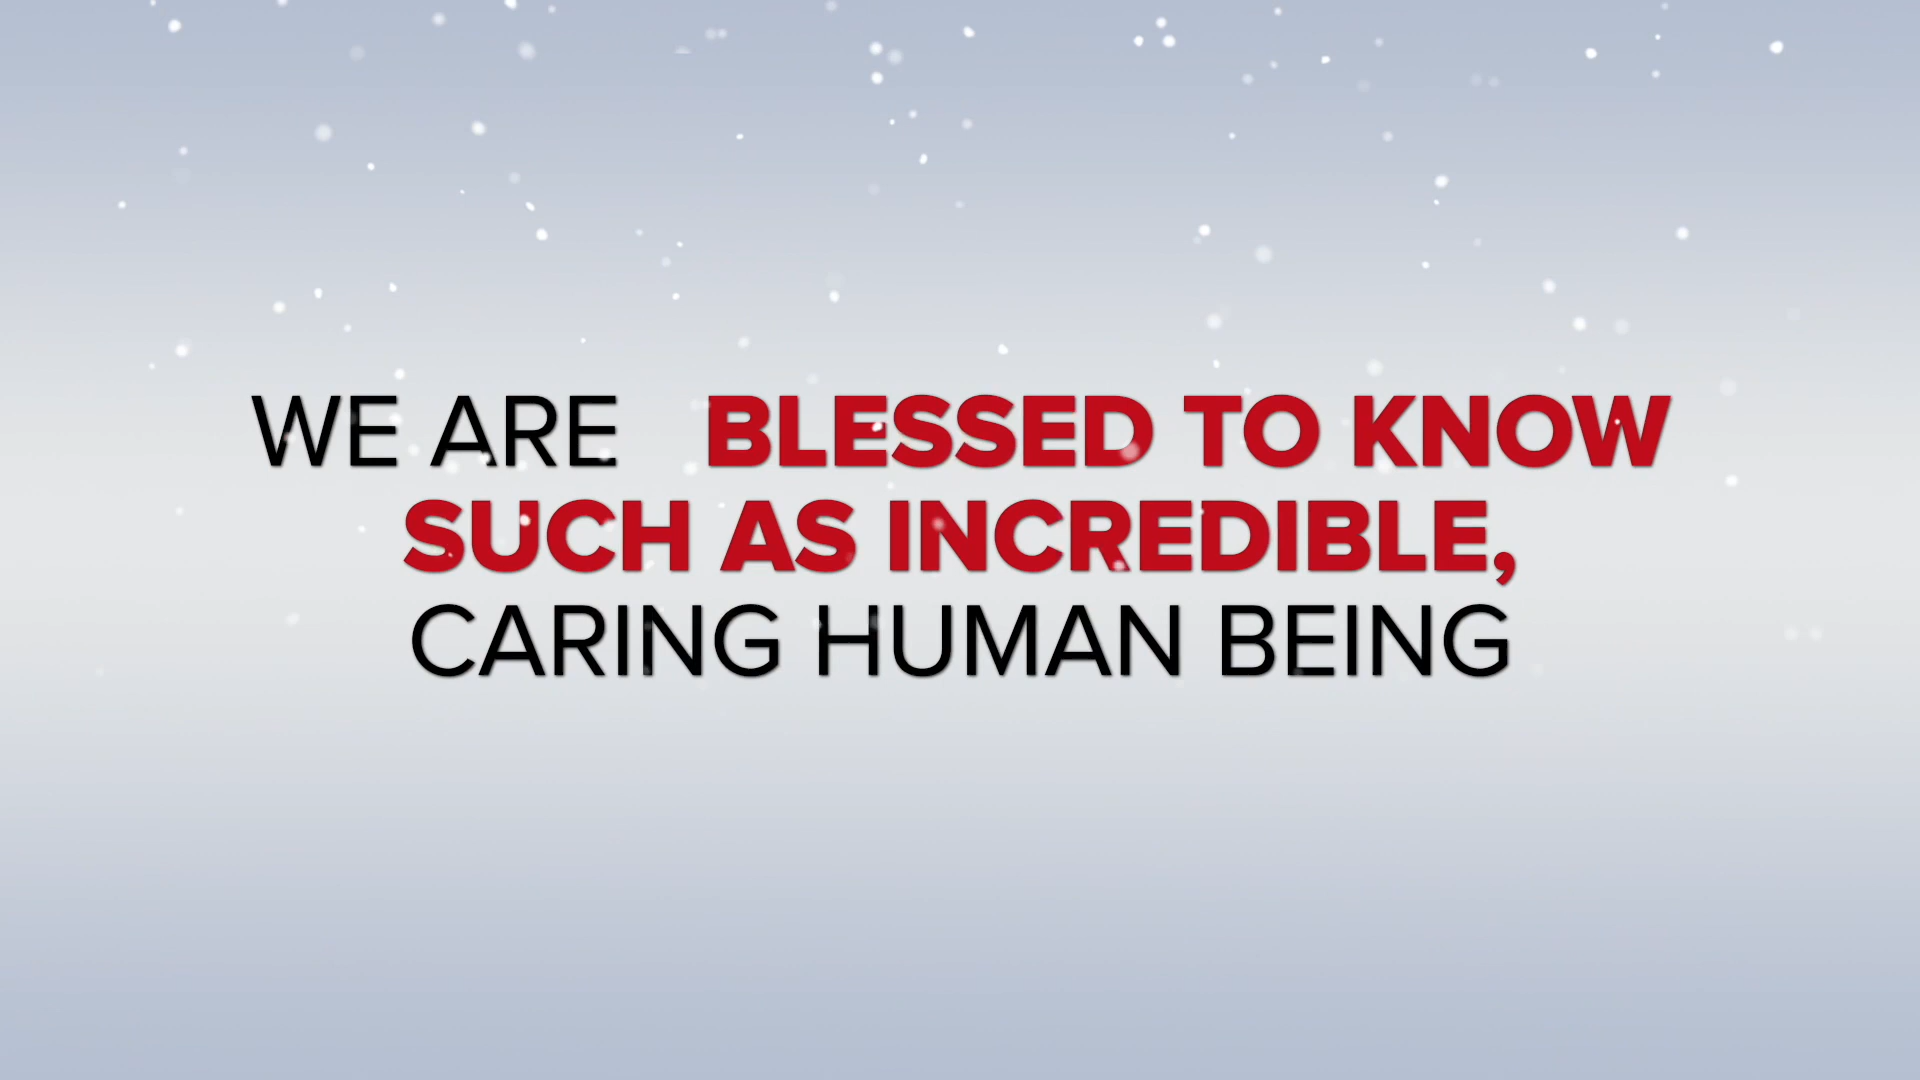 WE ARE BLESSED TO KNOW
SUCH AS INCREDIBLE,
CARING HUMAN BEING